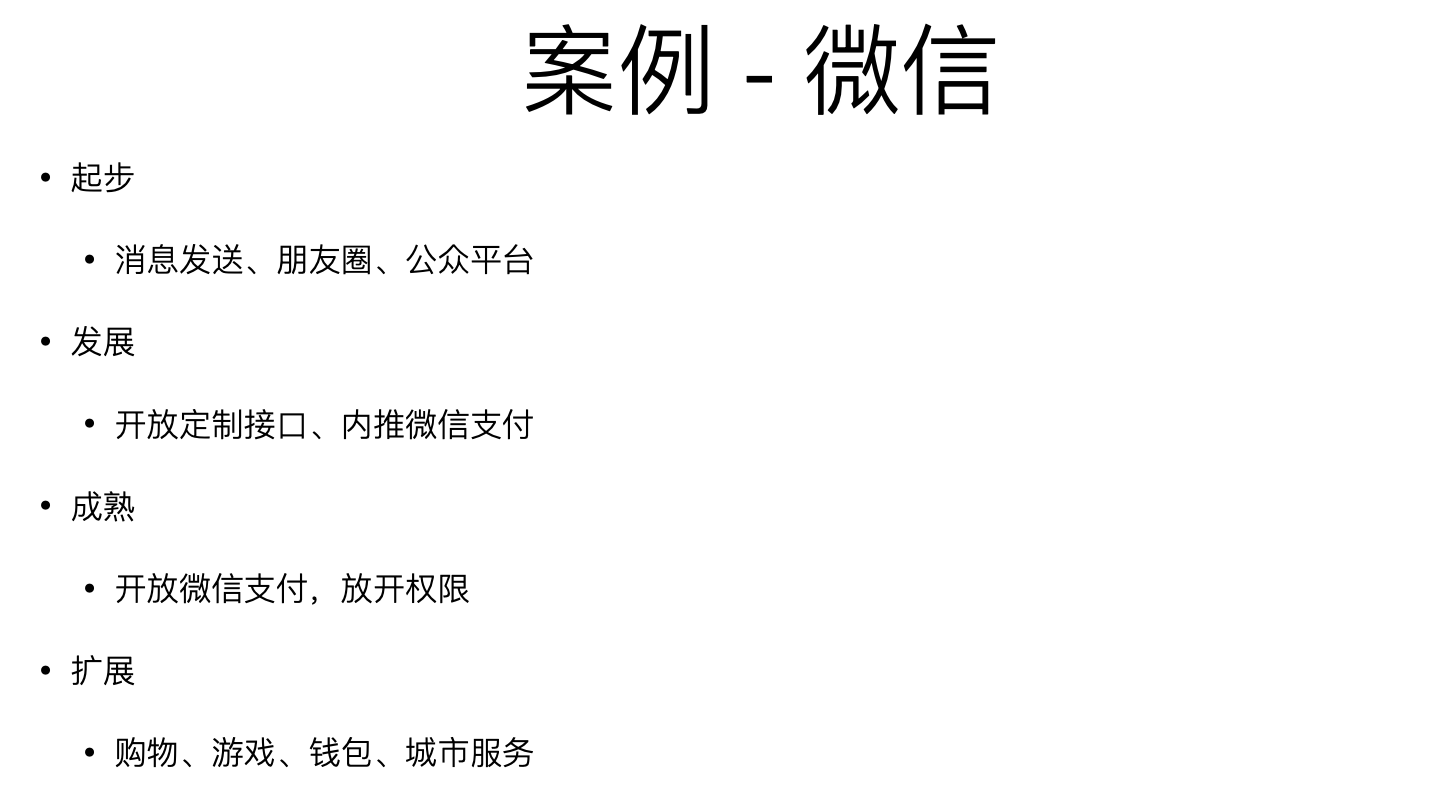 案例 - 微信
• 起步
• 消息发送、朋友圈、公众平台
• 发展
• 开放定制接口、内推微信支付
• 成熟
• 开放微信支付，放开权限
• 扩展
• 购物、游戏、钱包、城市服务